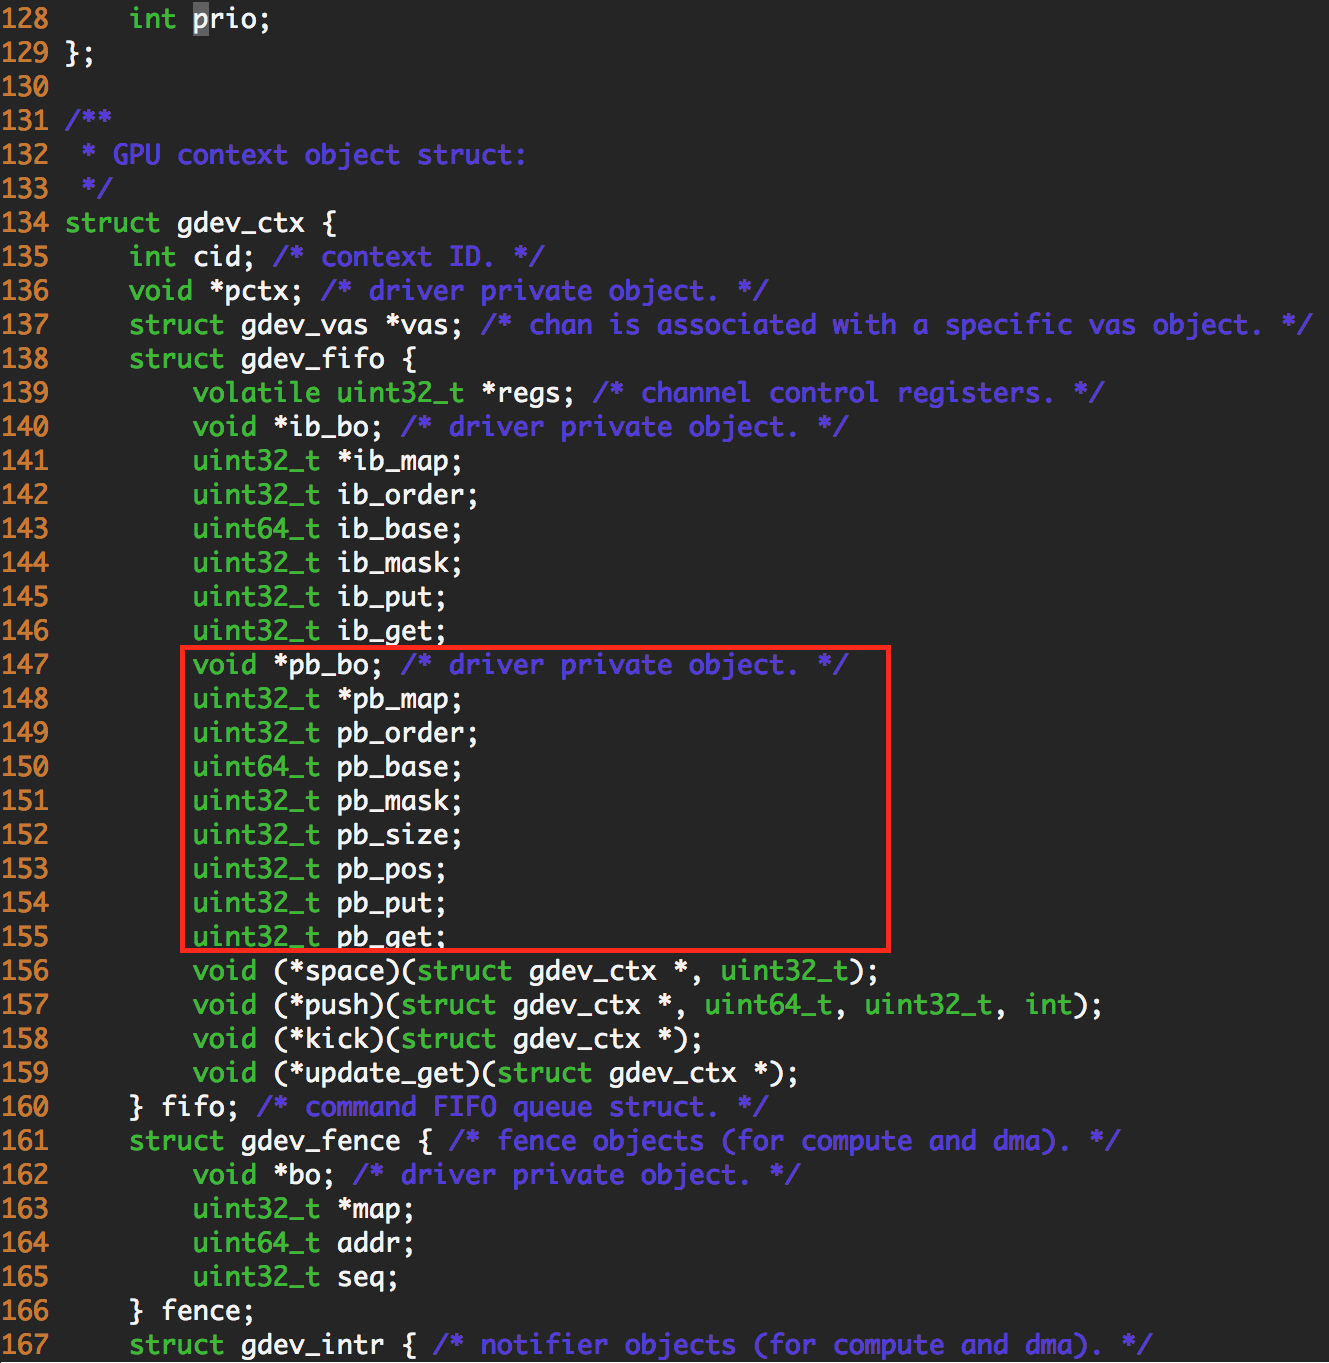 128     int prio;
129 };
130
131 /**
132  * GPU context object struct:
133  */
134 struct gdev_ctx {
135     int cid; /* context ID. */
136     void *pctx; /* driver private object. */
137     struct gdev_vas *vas; /* chan is associated with a specific vas object. */
138     struct gdev_fifo {
139         volatile uint32_t *regs; /* channel control registers. */
140         void *ib_bo; /* driver private object. */
141         uint32_t *ib_map;
142         uint32_t ib_order;
143         uint64_t ib_base;
144         uint32_t ib_mask;
145         uint32_t ib_put;
146         uint32_t ib_get;
147         void *pb_bo; /* driver private object. */
148         uint32_t *pb_map;
149         uint32_t pb_order;
150         uint64_t pb_base;
151         uint32_t pb_mask;
152         uint32_t pb_size;
153         uint32_t pb_pos;
154         uint32_t pb_put;
155         uint32_t pb_get;
156         void (*space)(struct gdev_ctx *, uint32_t);
157         void (*push)(struct gdev_ctx *, uint64_t, uint32_t, int);
158         void (*kick)(struct gdev_ctx *);
159         void (*update_get)(struct gdev_ctx *);
160     } fifo; /* command FIFO queue struct. */
161     struct gdev_fence { /* fence objects (for compute and dma). */
162         void *bo; /* driver private object. */
163         uint32_t *map;
164         uint64_t addr;
165         uint32_t seq;
166     } fence;
167     struct gdev_intr { /* notifier objects (for compute and dma). */